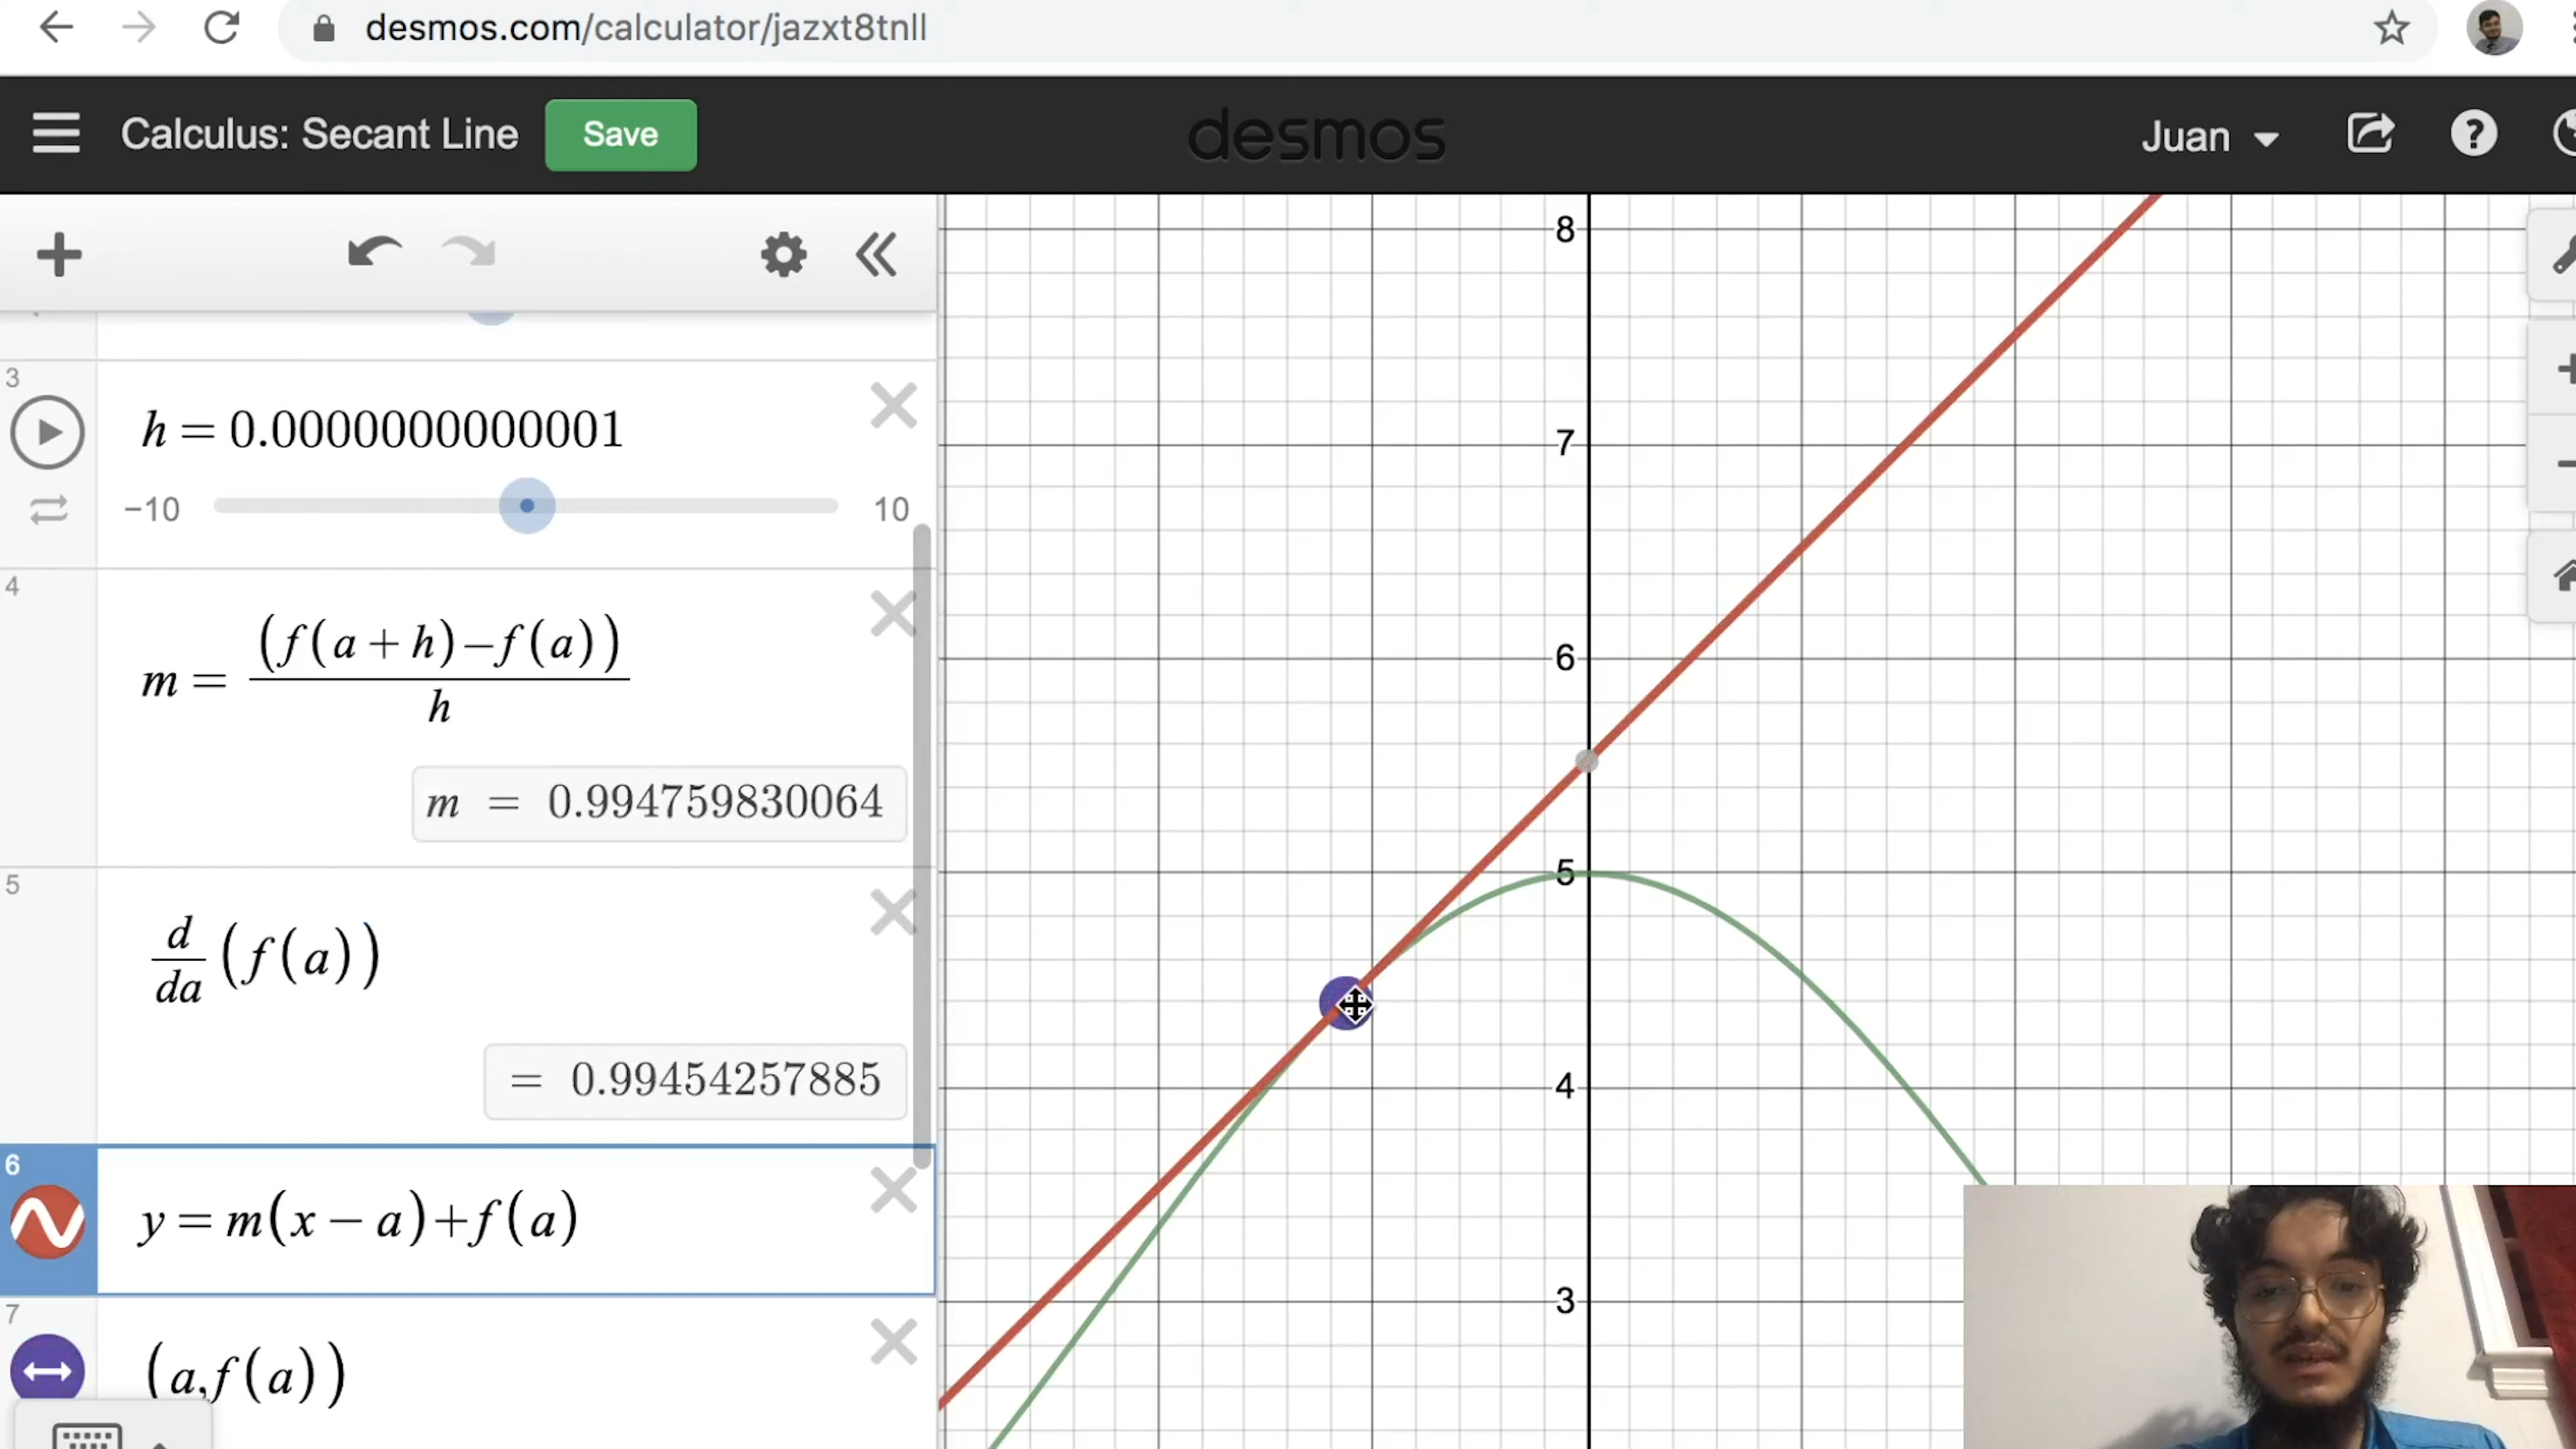 desmos.com/calculator/jazxt8tnll
Calculus: Secant Line
Save
desmos
Juan
?
3
h = 0.0000000000001
−10
10
4
m = (f(a + h) − f(a)) / h
m = 0.994759830064
5
d/da (f(a))
= 0.99454257885
6
y = m(x − a) + f(a)
7
(a, f(a))
8
7
6
5
4
3